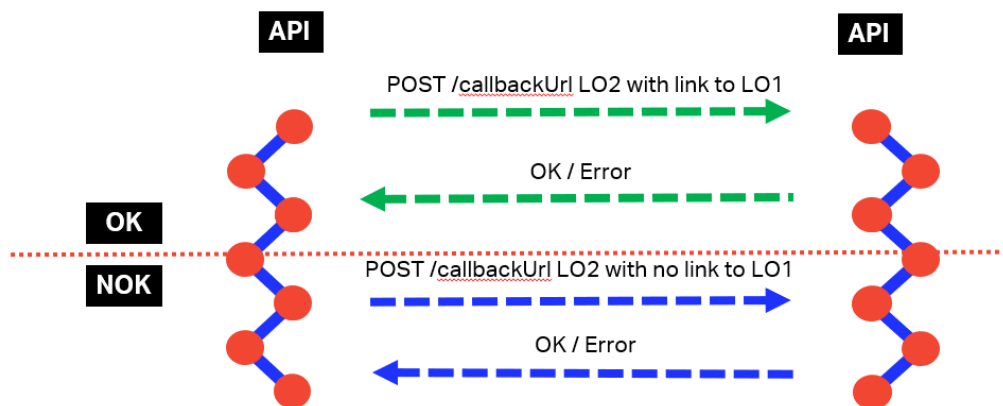 API
API
POST /callbackUrl LO2 with link to LO1
OK / Error
OK
NOK
POST /callbackUrl LO2 with no link to LO1
OK / Error